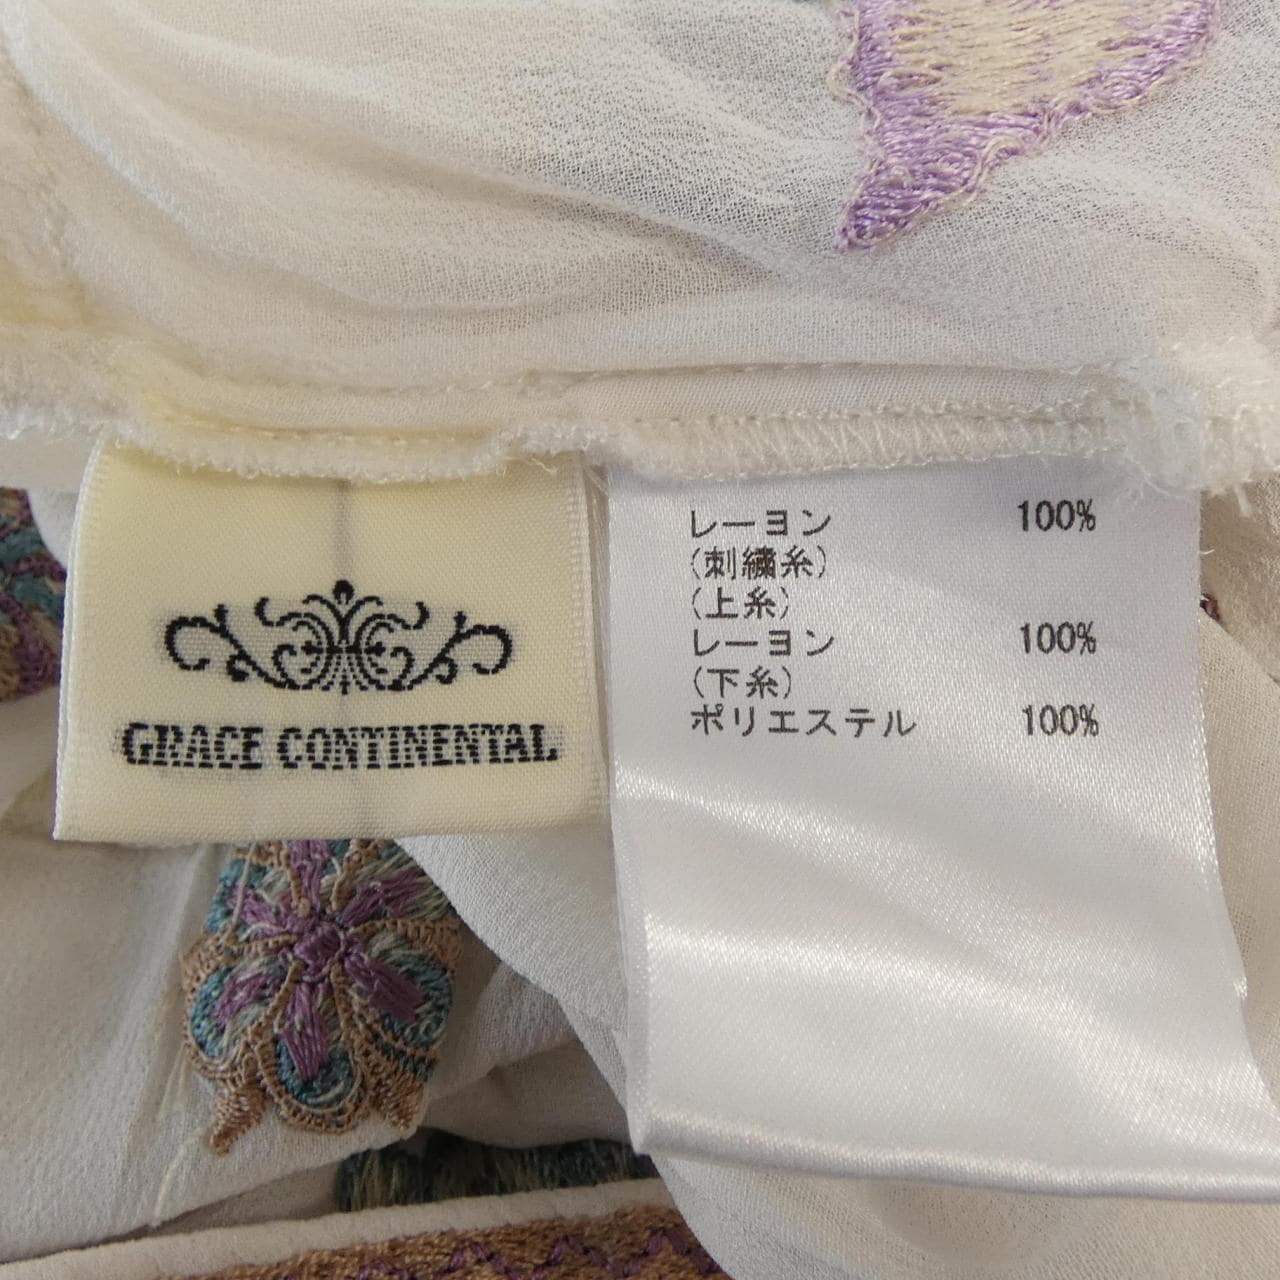 GRACE CONTINENTAL
レーヨン 100%
(刺繍糸)
(上糸)
レーヨン 100%
(下糸)
ポリエステル 100%